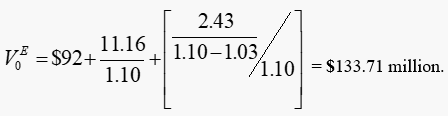 V₀ᴱ = $92 + 11.16/1.10 + [ 2.43/(1.10 − 1.03) / 1.10 ] = $133.71 million.